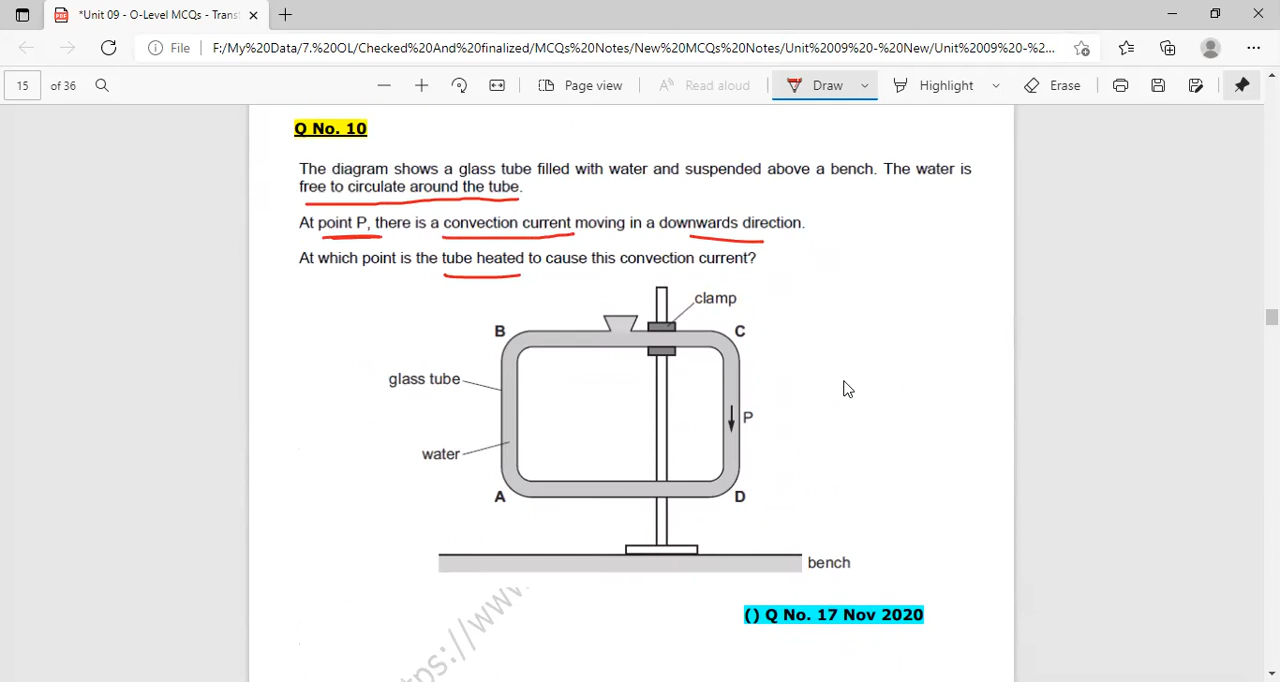 *Unit 09 - O-Level MCQs - Trans
File
F:/My%20Data/7.%20OL/Checked%20And%20finalized/MCQs%20Notes/New%20MCQs%20Notes/Unit%2009%20-%20New/Unit%2009%20-%...
15 of 36
Page view
Read aloud
Draw
Highlight
Erase
Q No. 10
The diagram shows a glass tube filled with water and suspended above a bench. The water is
free to circulate around the tube.
At point P, there is a convection current moving in a downwards direction.
At which point is the tube heated to cause this convection current?
clamp
B
C
glass tube
P
water
A
D
bench
() Q No. 17 Nov 2020
ps://www